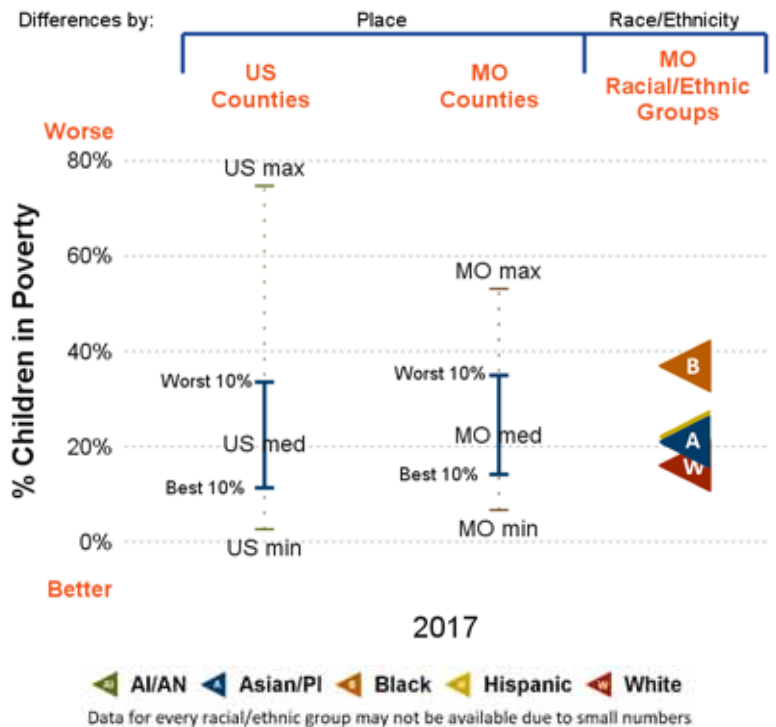 Differences by: Place Race/Ethnicity
US Counties
MO Counties
MO Racial/Ethnic Groups
Worse
80%
60%
40%
20%
0%
Better
% Children in Poverty
US max
Worst 10%
US med
Best 10%
US min
MO max
Worst 10%
MO med
Best 10%
MO min
B
A
W
2017
AI AI/AN A Asian/PI B Black H Hispanic W White
Data for every racial/ethnic group may not be available due to small numbers